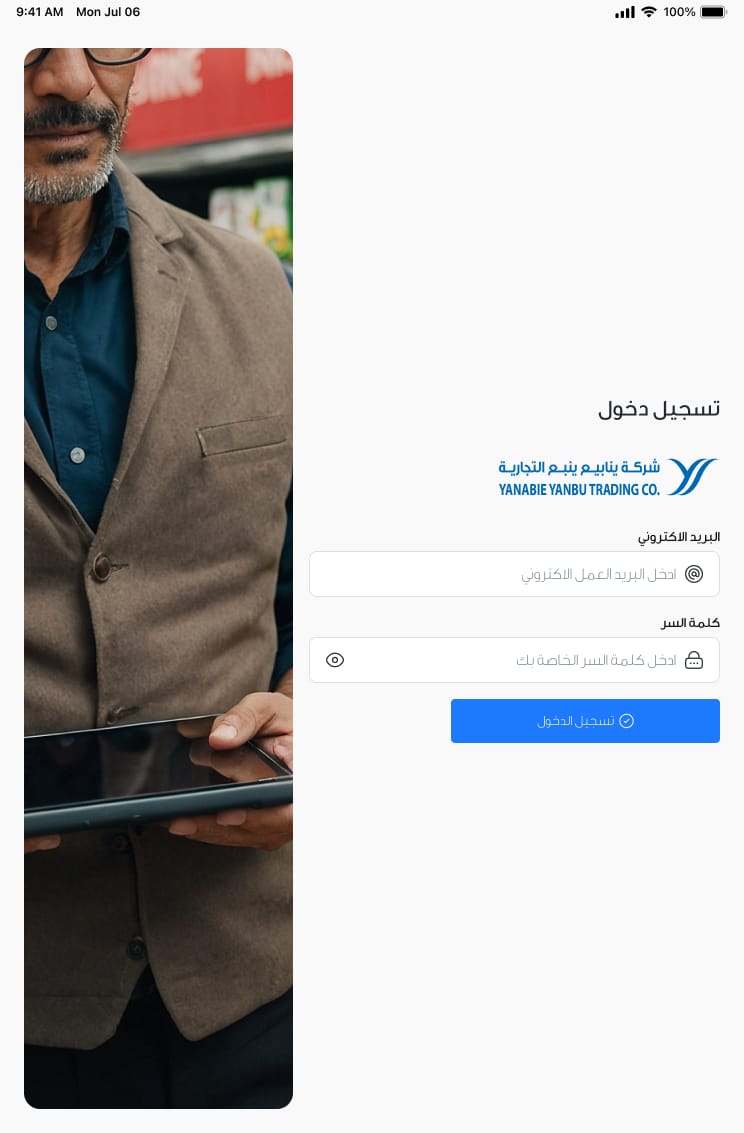 9:41 AM Mon Jul 06
100%
تسجيل دخول
شركة ينابيع ينبع التجارية
YANABIE YANBU TRADING CO.
البريد الاكتروني
ادخل البريد العمل الاكتروني
كلمة السر
ادخل كلمة السر الخاصة بك
تسجيل الدخول